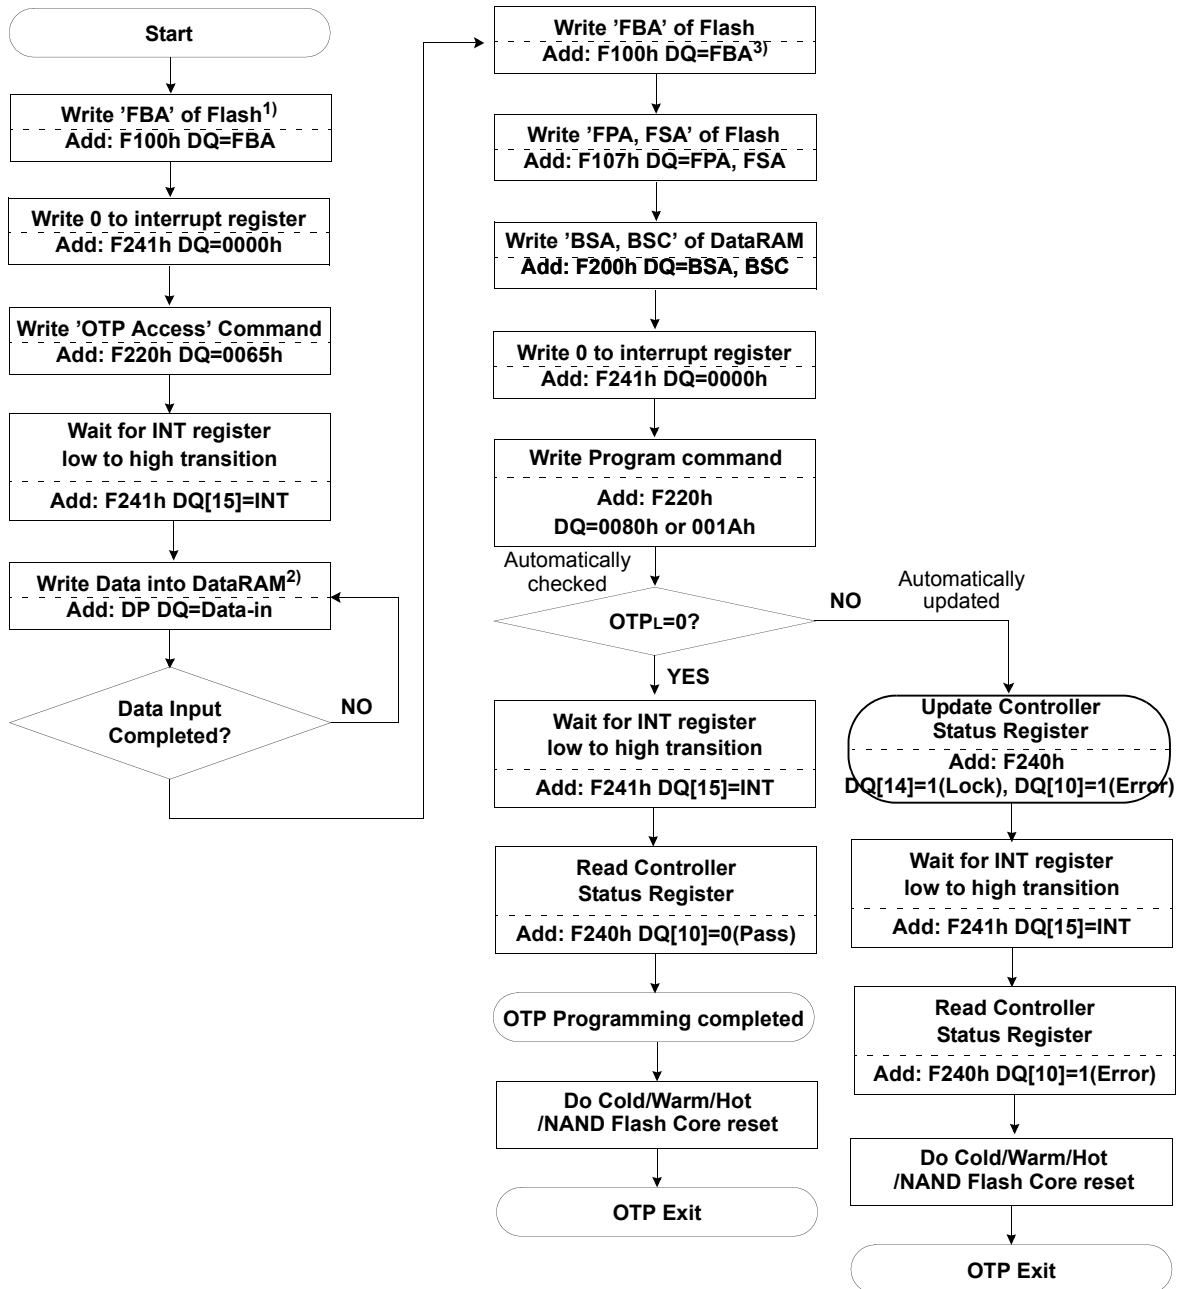 Start
Write ’FBA’ of Flash1)
Add: F100h DQ=FBA
Write 0 to interrupt register
Add: F241h DQ=0000h
Write ’OTP Access’ Command
Add: F220h DQ=0065h
Wait for INT register
low to high transition
Add: F241h DQ[15]=INT
Write Data into DataRAM2)
Add: DP DQ=Data-in
Data Input
Completed?
NO
Write ’FBA’ of Flash
Add: F100h DQ=FBA3)
Write ’FPA, FSA’ of Flash
Add: F107h DQ=FPA, FSA
Write ’BSA, BSC’ of DataRAM
Add: F200h DQ=BSA, BSC
Write 0 to interrupt register
Add: F241h DQ=0000h
Write Program command
Add: F220h
DQ=0080h or 001Ah
Automatically
checked
OTPL=0?
YES
NO
Automatically
updated
Wait for INT register
low to high transition
Add: F241h DQ[15]=INT
Read Controller
Status Register
Add: F240h DQ[10]=0(Pass)
OTP Programming completed
Do Cold/Warm/Hot
/NAND Flash Core reset
OTP Exit
Update Controller
Status Register
Add: F240h
DQ[14]=1(Lock), DQ[10]=1(Error)
Wait for INT register
low to high transition
Add: F241h DQ[15]=INT
Read Controller
Status Register
Add: F240h DQ[10]=1(Error)
Do Cold/Warm/Hot
/NAND Flash Core reset
OTP Exit